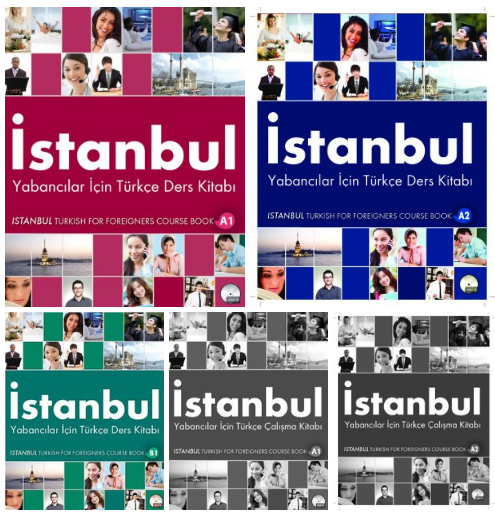 İstanbul
Yabancılar İçin Türkçe Ders Kitabı
ISTANBUL TURKISH FOR FOREIGNERS COURSE BOOK A1
İstanbul
Yabancılar İçin Türkçe Ders Kitabı
ISTANBUL TURKISH FOR FOREIGNERS COURSE BOOK A2
İstanbul
Yabancılar İçin Türkçe Ders Kitabı
ISTANBUL TURKISH FOR FOREIGNERS COURSE BOOK B1
İstanbul
Yabancılar İçin Türkçe Çalışma Kitabı
ISTANBUL TURKISH FOR FOREIGNERS COURSE BOOK A1
İstanbul
Yabancılar İçin Türkçe Çalışma Kitabı
ISTANBUL TURKISH FOR FOREIGNERS COURSE BOOK A2